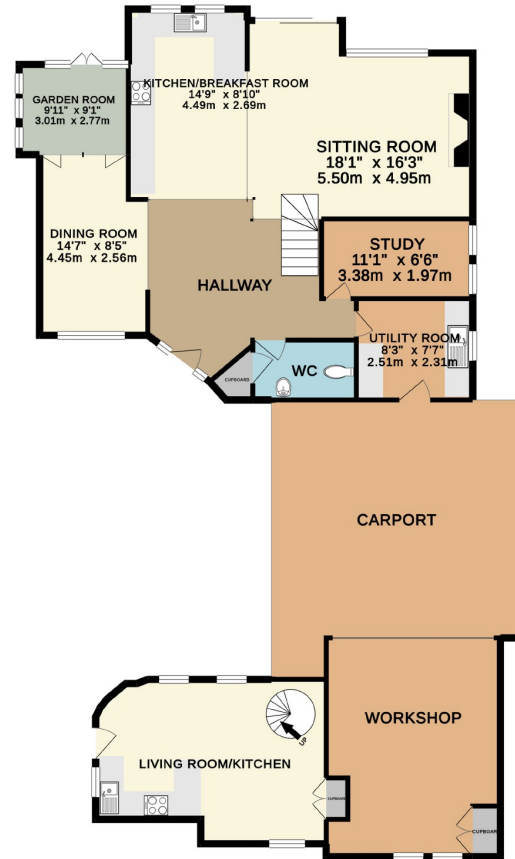 KITCHEN/BREAKFAST ROOM
14'9" x 8'10"
4.49m x 2.69m
GARDEN ROOM
9'11" x 9'1"
3.01m x 2.77m
SITTING ROOM
18'1" x 16'3"
5.50m x 4.95m
DINING ROOM
14'7" x 8'5"
4.45m x 2.56m
STUDY
11'1" x 6'6"
3.38m x 1.97m
HALLWAY
UTILITY ROOM
8'3" x 7'7"
2.51m x 2.31m
WC
CUPBOARD
CARPORT
WORKSHOP
UP
LIVING ROOM/KITCHEN
CUPBOARD
CUPBOARD